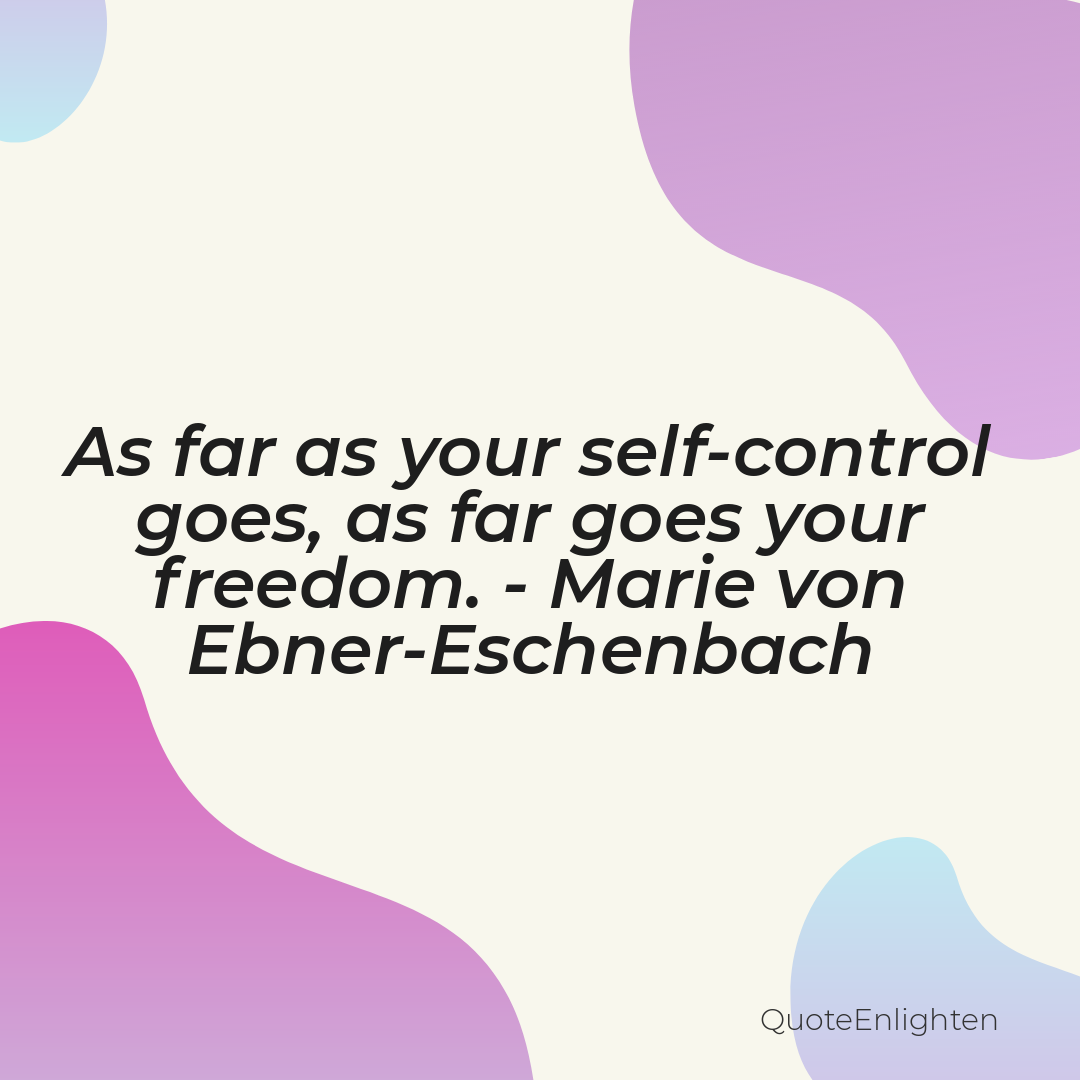 As far as your self-control
goes, as far goes your
freedom. - Marie von
Ebner-Eschenbach
QuoteEnlighten